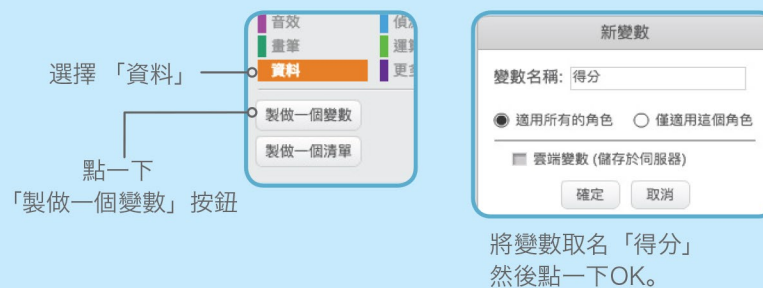 選擇「資料」
點一下
「製做一個變數」按鈕
音效
畫筆
資料
偵
運
更
製做一個變數
製做一個清單
新變數
變數名稱: 得分
適用所有的角色 僅適用這個角色
雲端變數 (儲存於伺服器)
確定 取消
將變數取名「得分」
然後點一下OK。